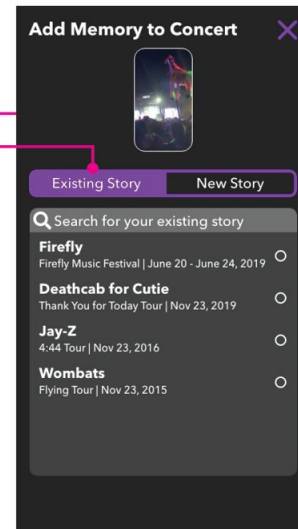 Add Memory to Concert
Existing Story
New Story
Search for your existing story
Firefly
Firefly Music Festival | June 20 - June 24, 2019
Deathcab for Cutie
Thank You for Today Tour | Nov 23, 2019
Jay-Z
4:44 Tour | Nov 23, 2016
Wombats
Flying Tour | Nov 23, 2015